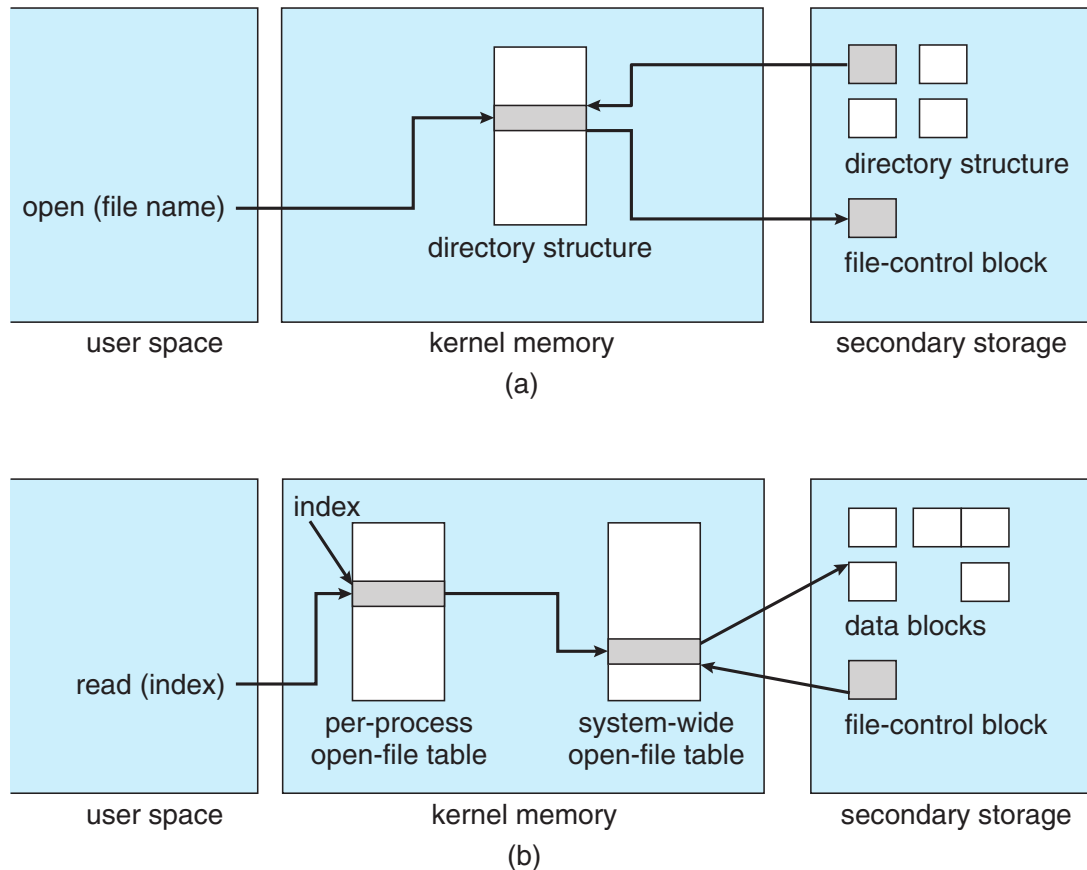 open (file name)
directory structure
directory structure
file-control block
user space
kernel memory
secondary storage
(a)
index
read (index)
per-process
open-file table
system-wide
open-file table
data blocks
file-control block
user space
kernel memory
secondary storage
(b)